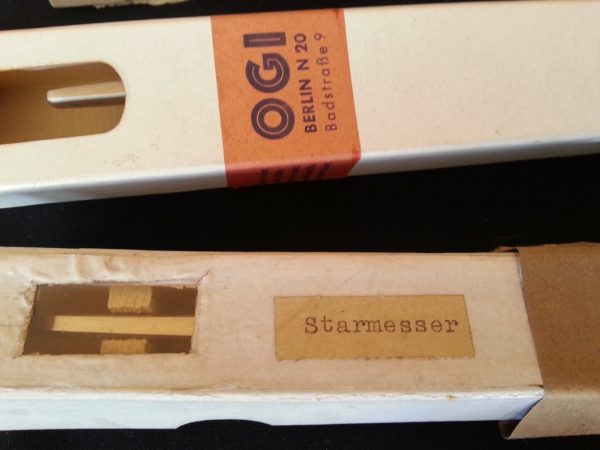 OGI
BERLIN N 20
Badstraße 9
Starmesser